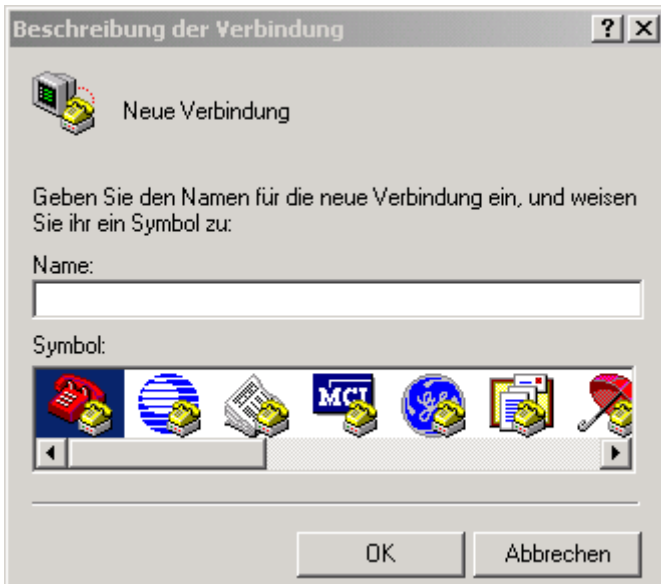 Beschreibung der Verbindung
Neue Verbindung
Geben Sie den Namen für die neue Verbindung ein, und weisen
Sie ihr ein Symbol zu:
Name:
Symbol:
MCI
OK
Abbrechen